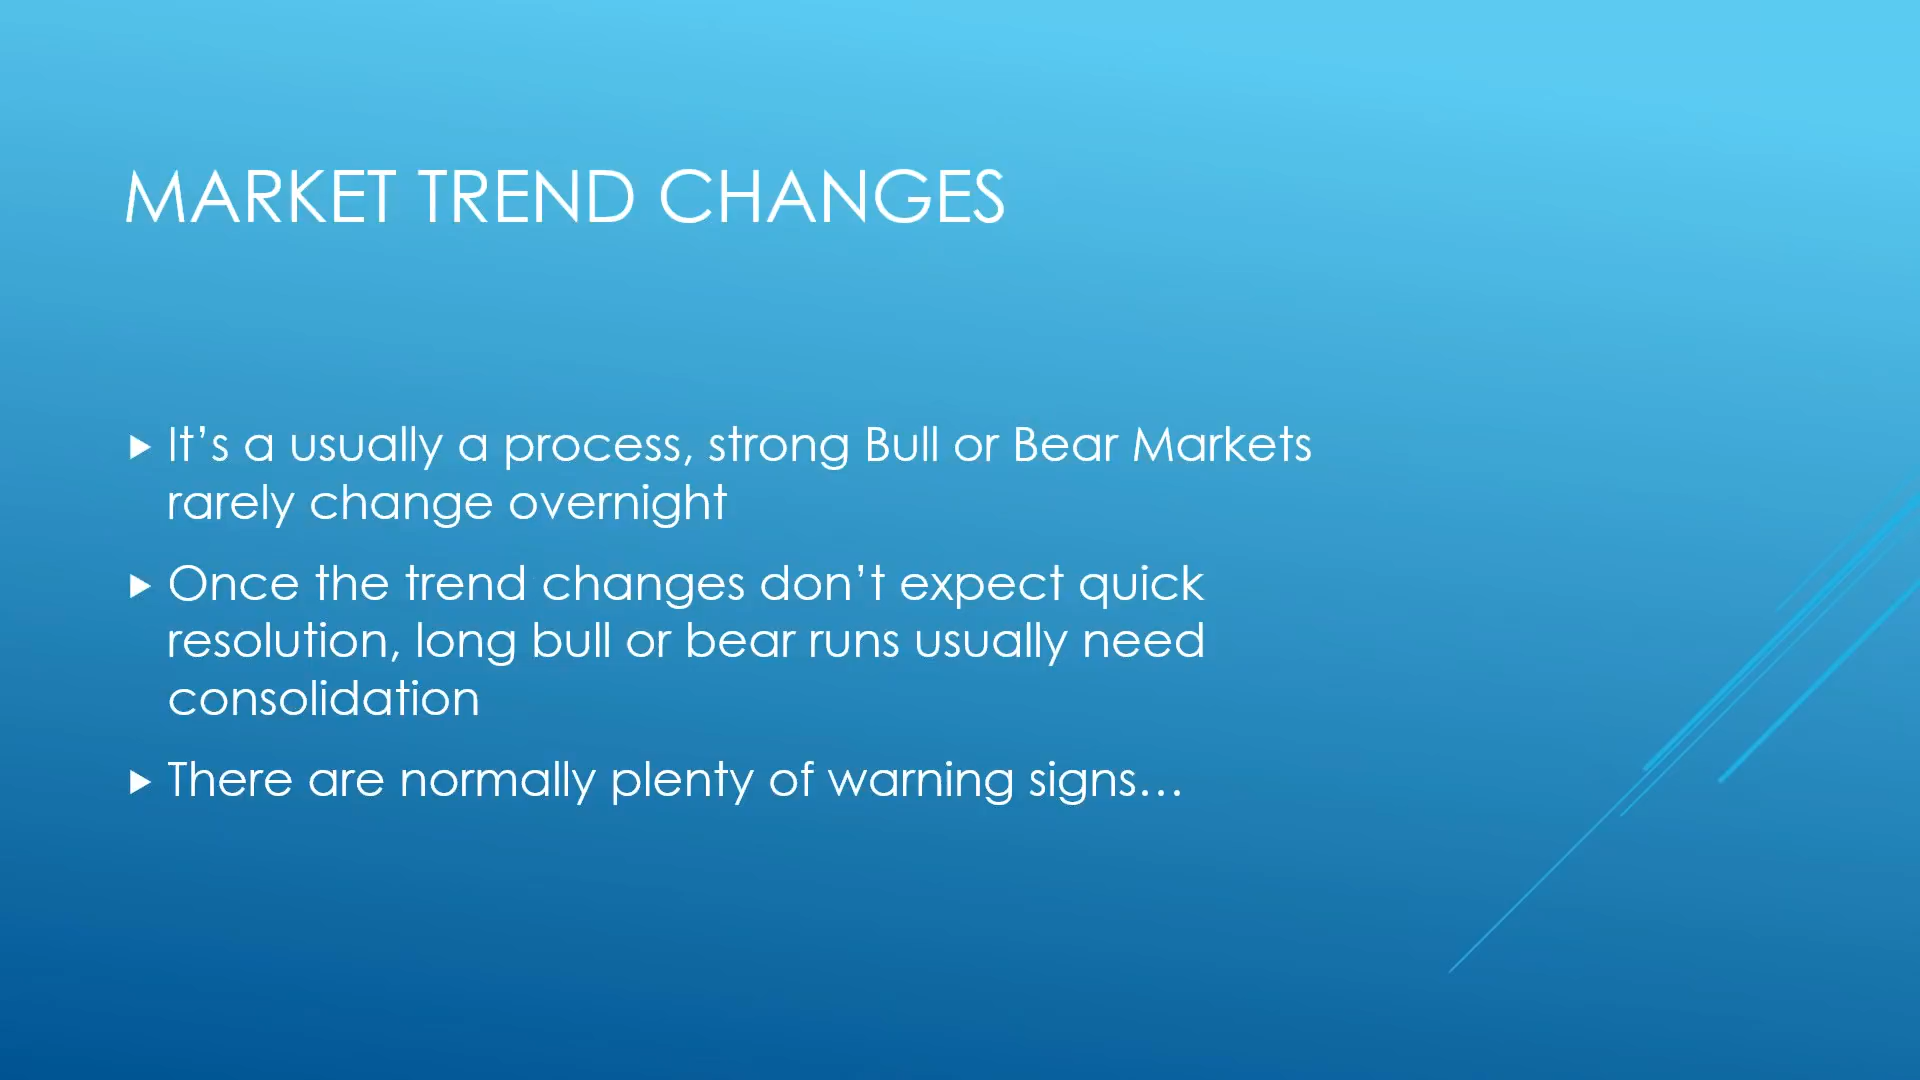 MARKET TREND CHANGES
It’s a usually a process, strong Bull or Bear Markets
rarely change overnight
Once the trend changes don’t expect quick
resolution, long bull or bear runs usually need
consolidation
There are normally plenty of warning signs…